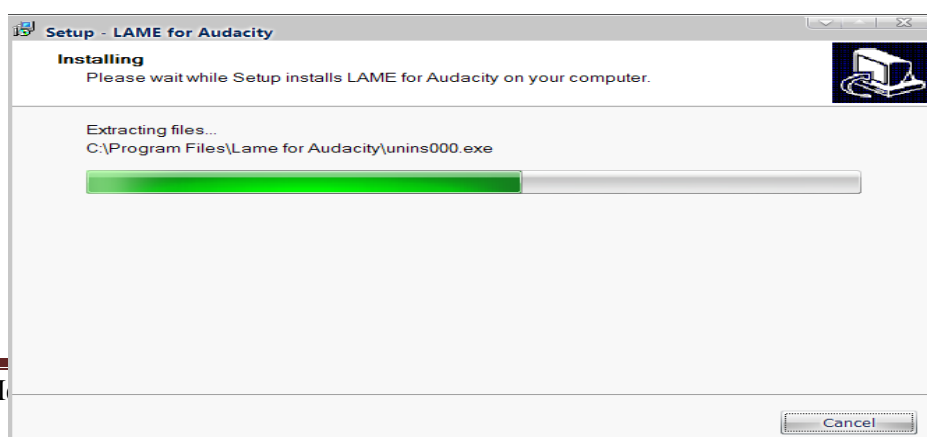 Setup - LAME for Audacity
Installing
Please wait while Setup installs LAME for Audacity on your computer.
Extracting files...
C:\Program Files\Lame for Audacity\unins000.exe
Cancel